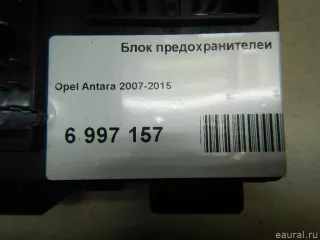 Блок предохранителей
Opel Antara 2007-2015
6 997 157
eaural.ru